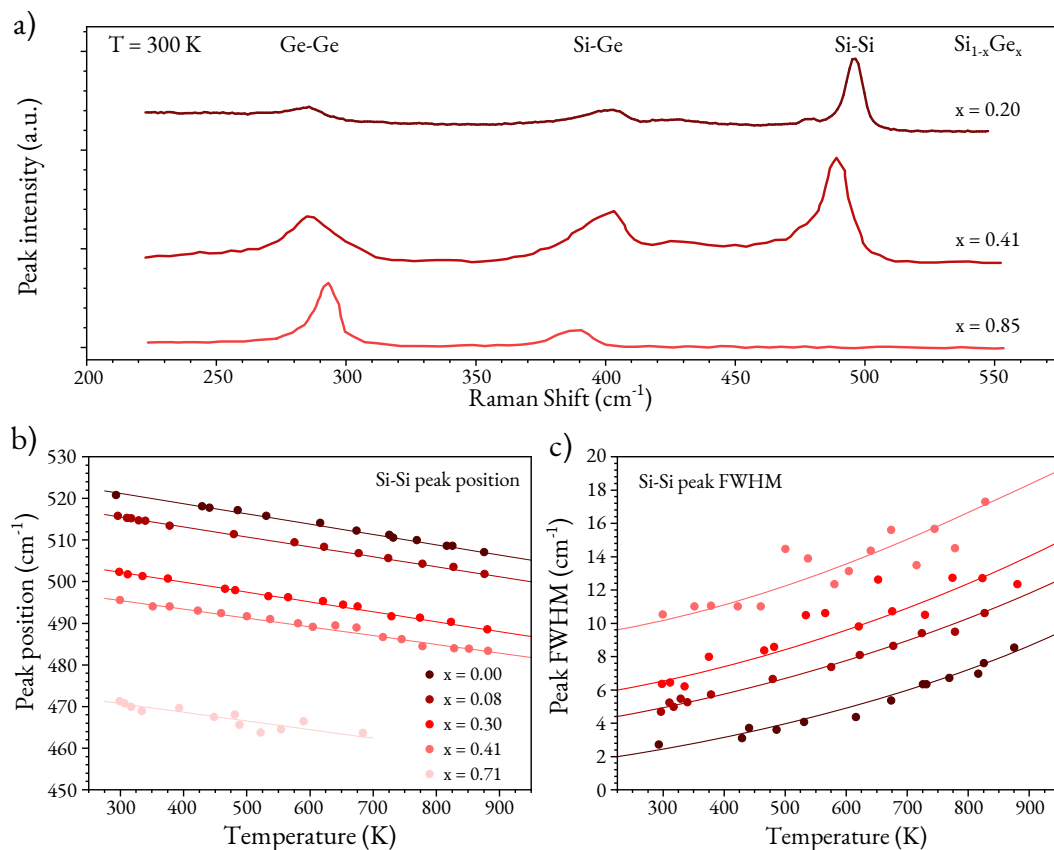 a)
T = 300 K Ge-Ge Si-Ge Si-Si Si1-xGex
x = 0.20
x = 0.41
x = 0.85
Peak intensity (a.u.)
200 250 300 350 400 450 500 550
Raman Shift (cm-1)
b)
Si-Si peak position
530
520
510
500
490
480
470
460
450
Peak position (cm-1)
x = 0.00
x = 0.08
x = 0.30
x = 0.41
x = 0.71
300 400 500 600 700 800 900
Temperature (K)
c)
Si-Si peak FWHM
20
18
16
14
12
10
8
6
4
2
0
Peak FWHM (cm-1)
300 400 500 600 700 800 900
Temperature (K)